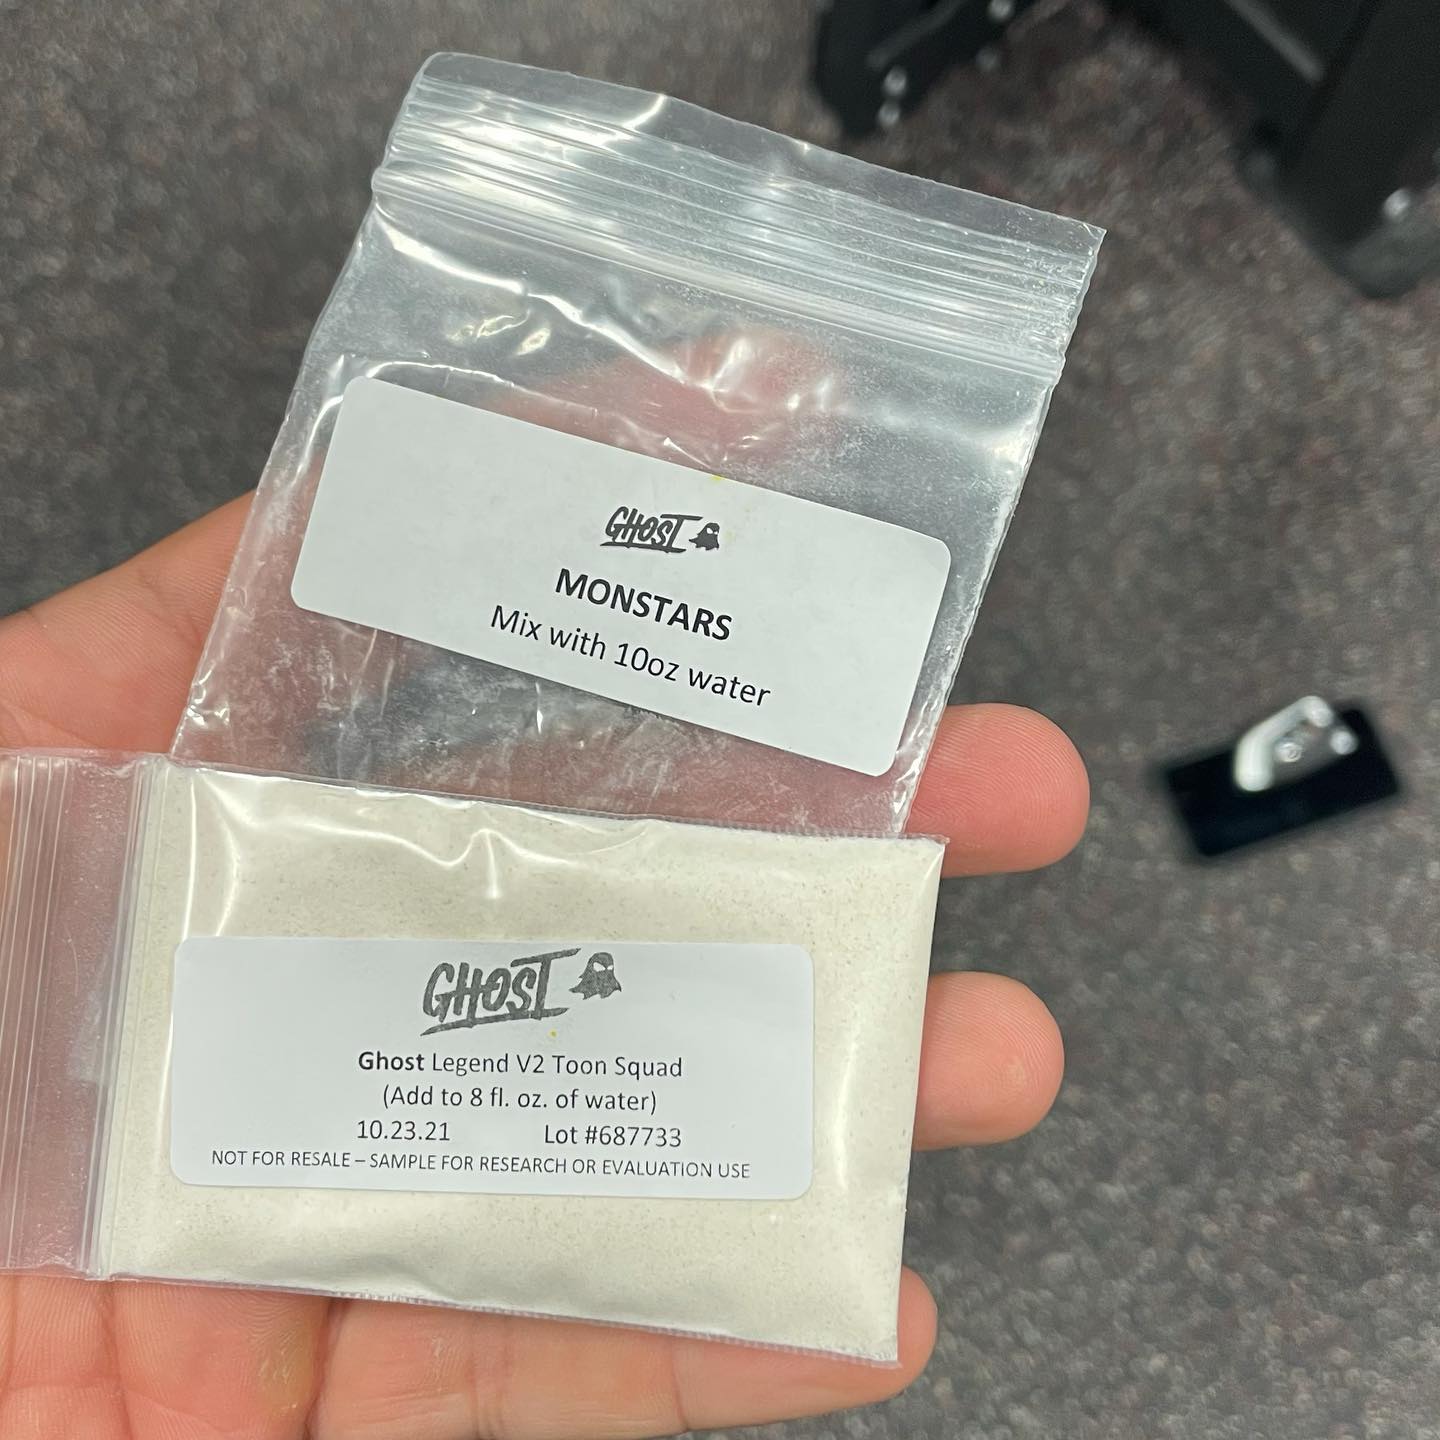 GHOST
MONSTARS
Mix with 10oz water
GHOST
Ghost Legend V2 Toon Squad
(Add to 8 fl. oz. of water)
10.23.21 Lot #687733
NOT FOR RESALE – SAMPLE FOR RESEARCH OR EVALUATION USE